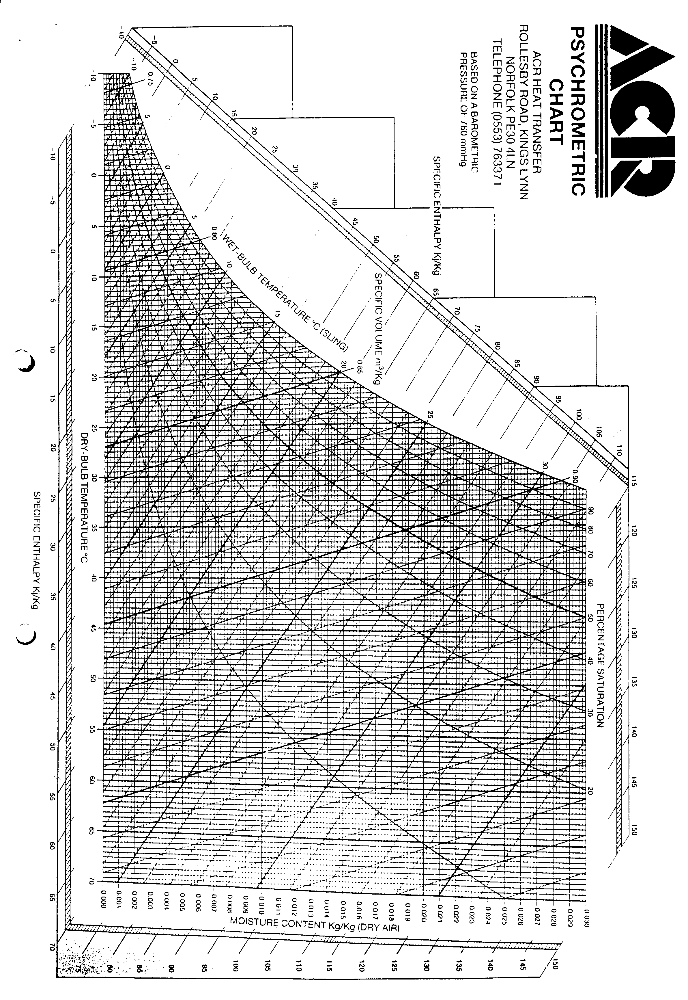 ACR
PSYCHROMETRIC
CHART
ACR HEAT TRANSFER
ROLLESBY ROAD, KINGS LYNN
NORFOLK PE30 4LN
TELEPHONE (0553) 763371
BASED ON A BAROMETRIC
PRESSURE OF 760 mmHg
SPECIFIC ENTHALPY Kj/Kg
-10 -5 0 5 10 15 20 25 30 35 40 45 50 55 60 65 70 75 80 85 90 95 100 105 110 115
SPECIFIC VOLUME m³/Kg
0.75 0.80 0.85 0.90
WET-BULB TEMPERATURE °C (SLING)
-10 5 0 5 10 15 20 25 30
PERCENTAGE SATURATION
90 80 70 60 50 40 30 20
120 125 130 135 140 145 150
DRY-BULB TEMPERATURE °C
-10 -5 0 5 10 15 20 25 30 35 40 45 50 55 60 65 70
SPECIFIC ENTHALPY Kj/Kg
-10 -5 0 5 10 15 20 25 30 35 40 45 50 55 60 65 70
MOISTURE CONTENT Kg/Kg (DRY AIR)
0.030
0.029
0.028
0.027
0.026
0.025
0.024
0.023
0.022
0.021
0.020
0.019
0.018
0.017
0.016
0.015
0.014
0.013
0.012
0.011
0.010
0.009
0.008
0.007
0.006
0.005
0.004
0.003
0.002
0.001
0.000
150
145
140
135
130
125
120
115
110
105
100
95
90
85
80
75